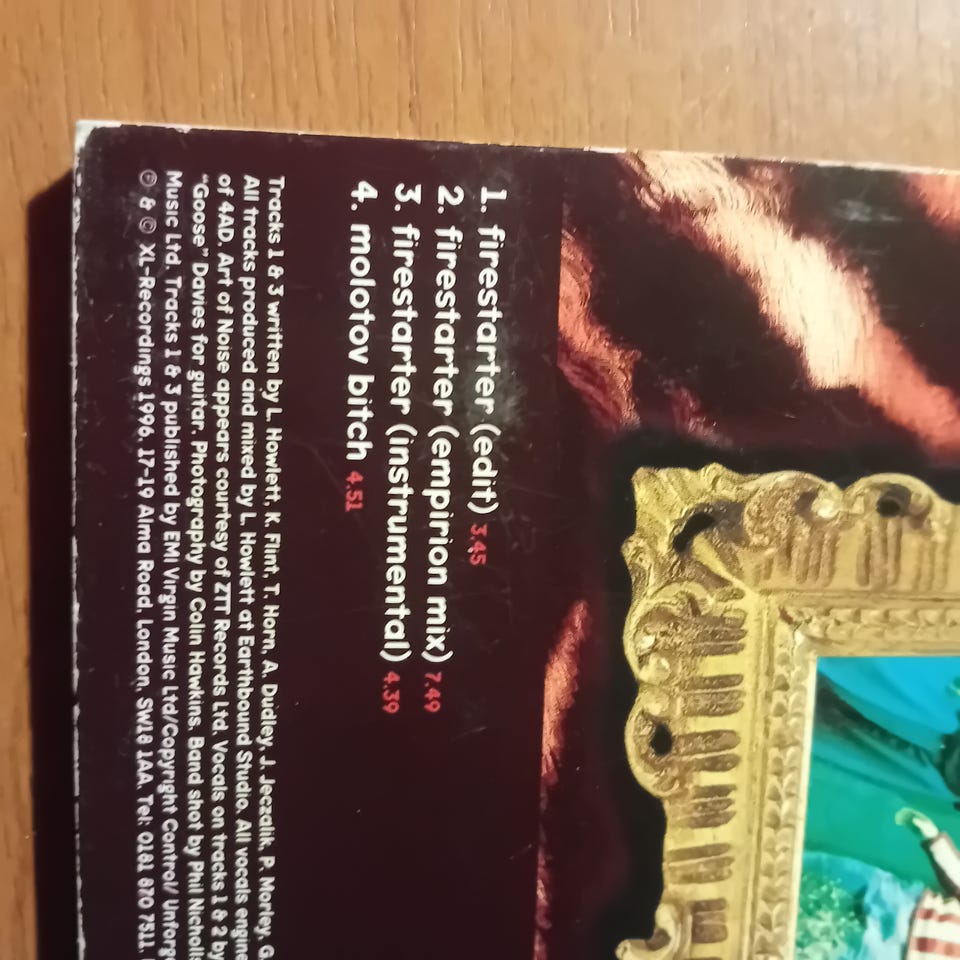 1. firestarter (edit) 3.45
2. firestarter (empirion mix) 7.49
3. firestarter (instrumental) 4.39
4. molotov bitch 4.51
Tracks 1 & 3 written by L. Howlett, K. Flint, T. Horn, A. Dudley, J. Jeczalik, P. Morley, G.
All tracks produced and mixed by L. Howlett at Earthbound Studio. All vocals engine
of 4AD. Art of Noise appears courtesy of ZTT Records Ltd. Vocals on tracks 1 & 2 by
"Goose" Davies for guitar. Photography by Colin Hawkins. Band shot by Phil Nicholls
Music Ltd. Tracks 1 & 3 published by EMI Virgin Music Ltd/Copyright Control/ Unforg
℗ & © XL-Recordings 1996, 17-19 Alma Road, London, SW18 1AA. Tel: 0181 870 7511.